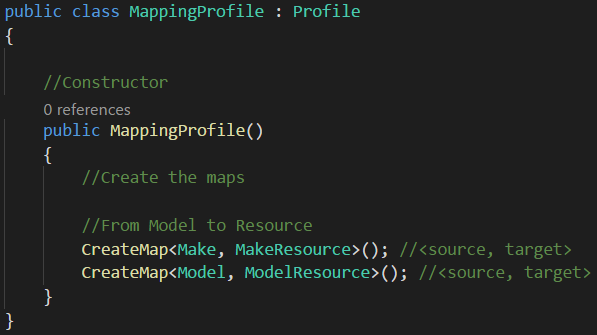 public class MappingProfile : Profile
{
//Constructor
0 references
public MappingProfile()
{
//Create the maps
//From Model to Resource
CreateMap<Make, MakeResource>(); //<source, target>
CreateMap<Model, ModelResource>(); //<source, target>
}
}